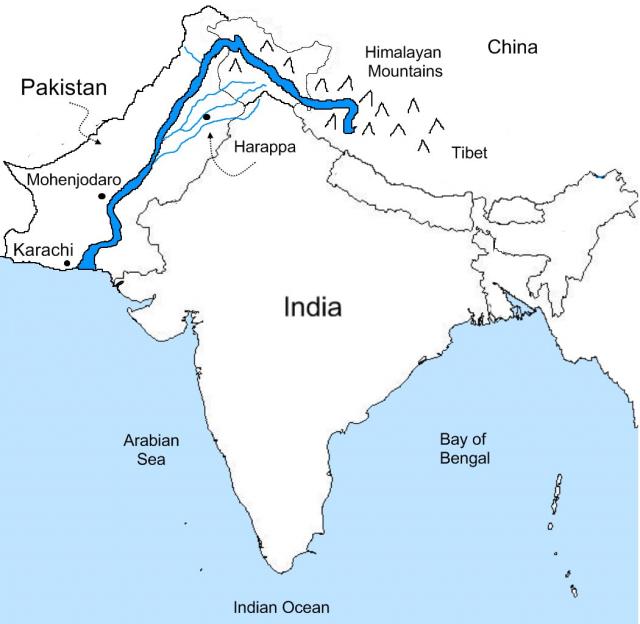 China
Himalayan
Mountains
Pakistan
Harappa
Tibet
Mohenjodaro
Karachi
India
Arabian
Sea
Bay of
Bengal
Indian Ocean